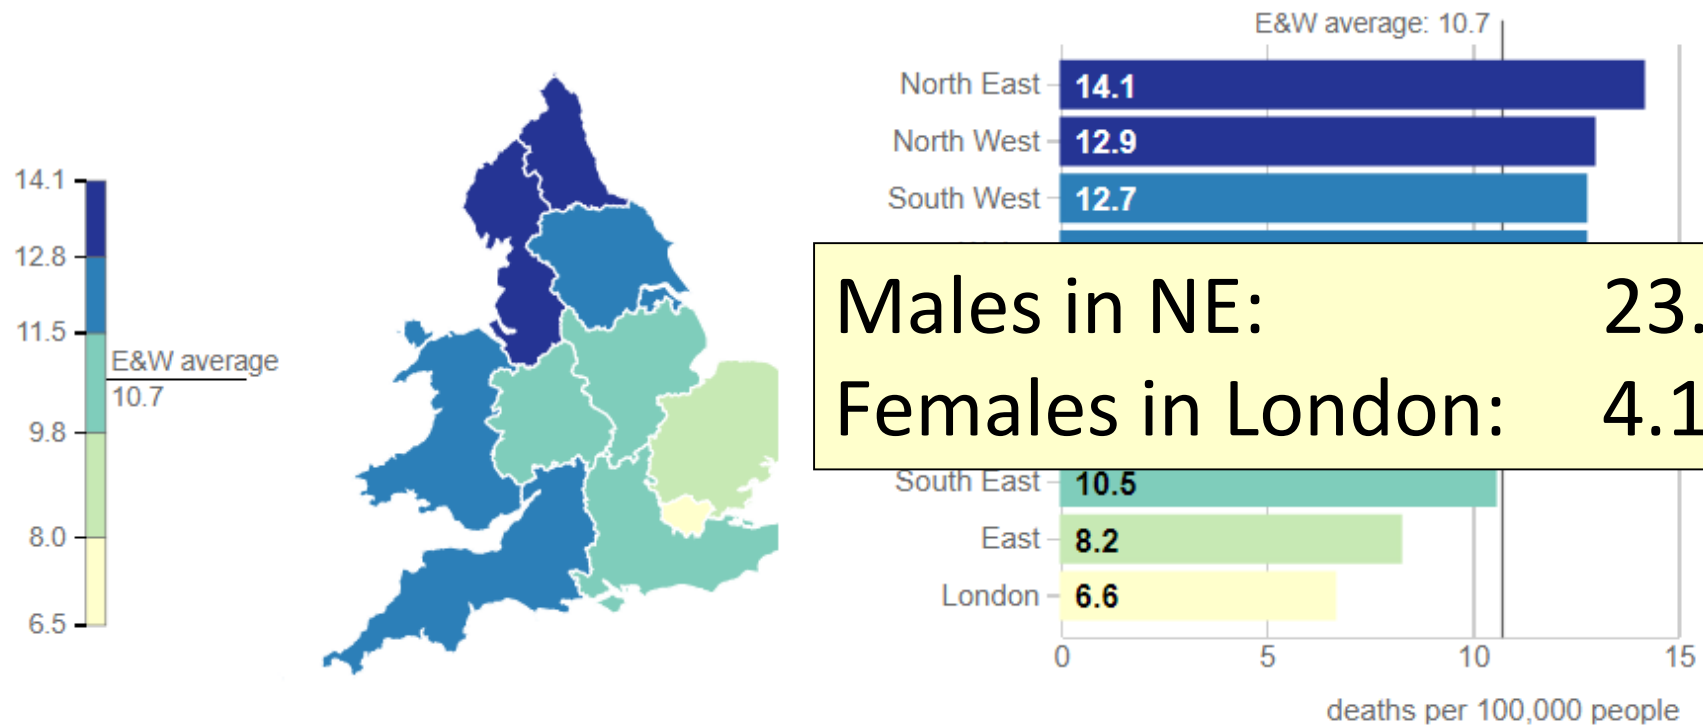 14.1
12.8
11.5
E&W average
10.7
9.8
8.0
6.5
E&W average: 10.7
North East
14.1
North West
12.9
South West
12.7
Males in NE: 23.
Females in London: 4.1
South East
10.5
East
8.2
London
6.6
0 5 10 15
deaths per 100,000 people